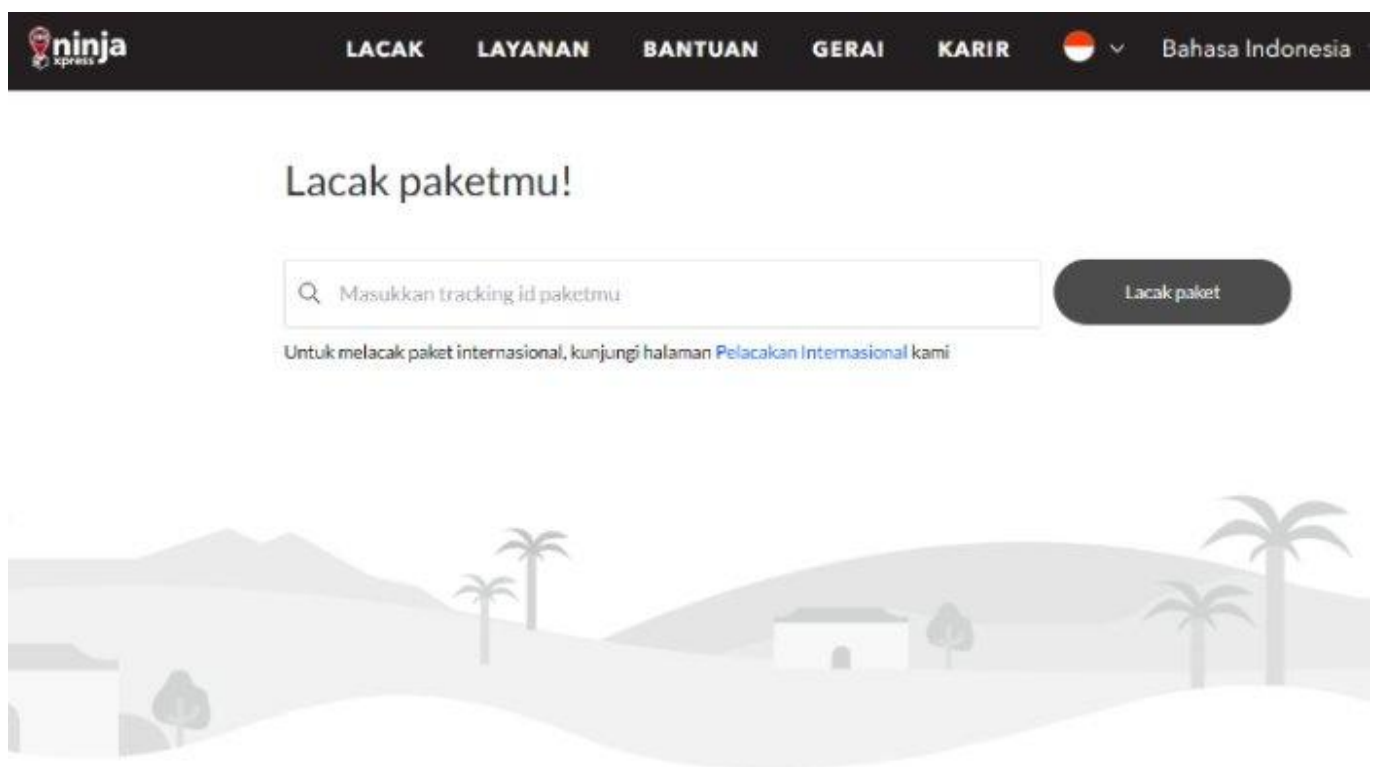 ninja
xpress
LACAK LAYANAN BANTUAN GERAI KARIR Bahasa Indonesia
Lacak paketmu!
Masukkan tracking id paketmu
Lacak paket
Untuk melacak paket internasional, kunjungi halaman Pelacakan Internasional kami